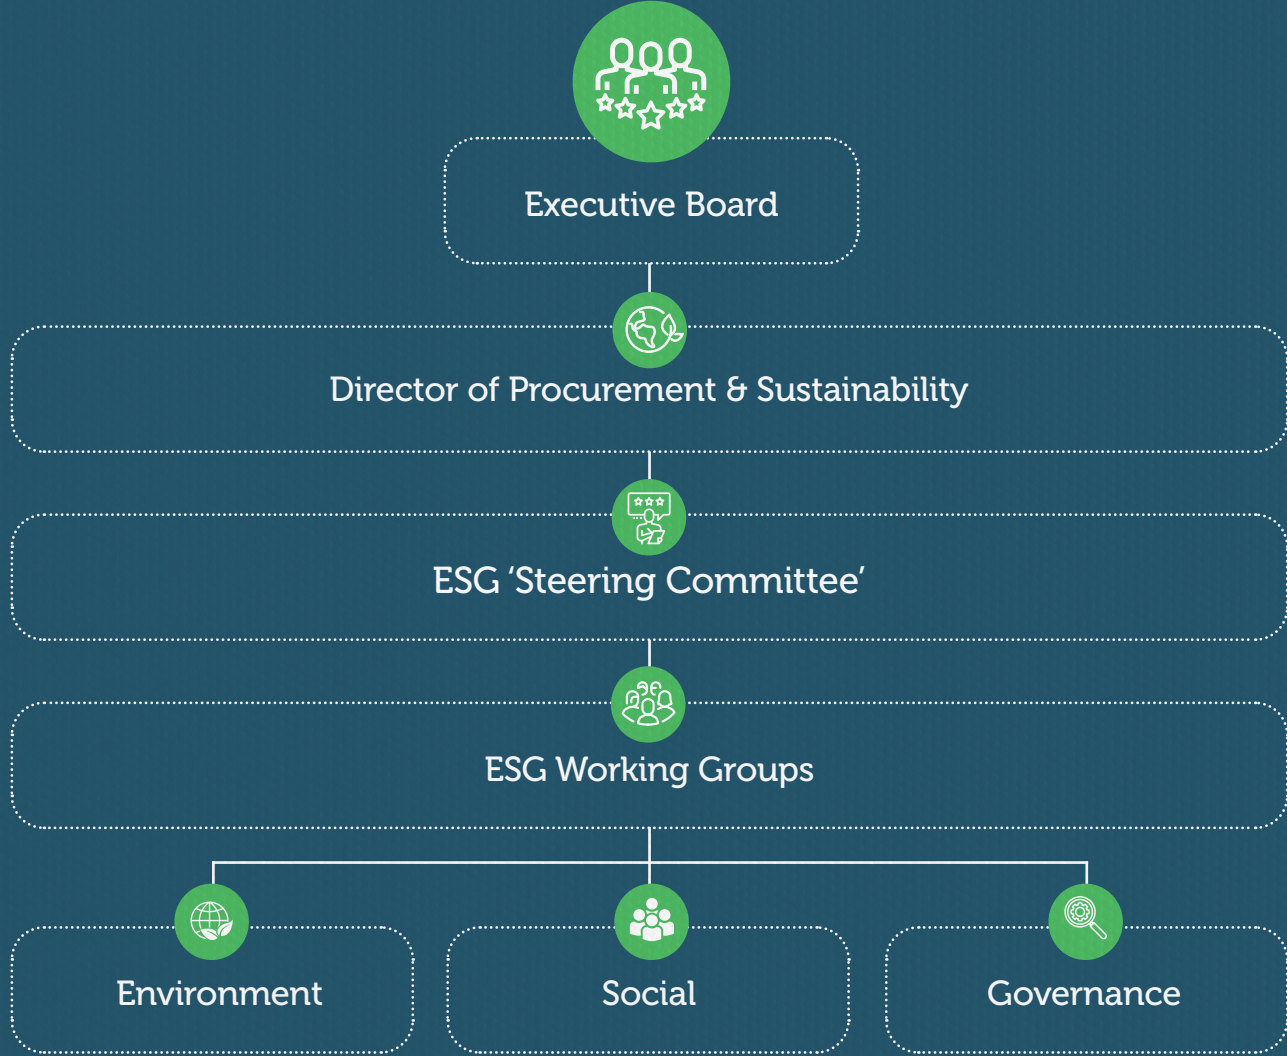 Executive Board
Director of Procurement & Sustainability
ESG ‘Steering Committee’
ESG Working Groups
Environment
Social
Governance